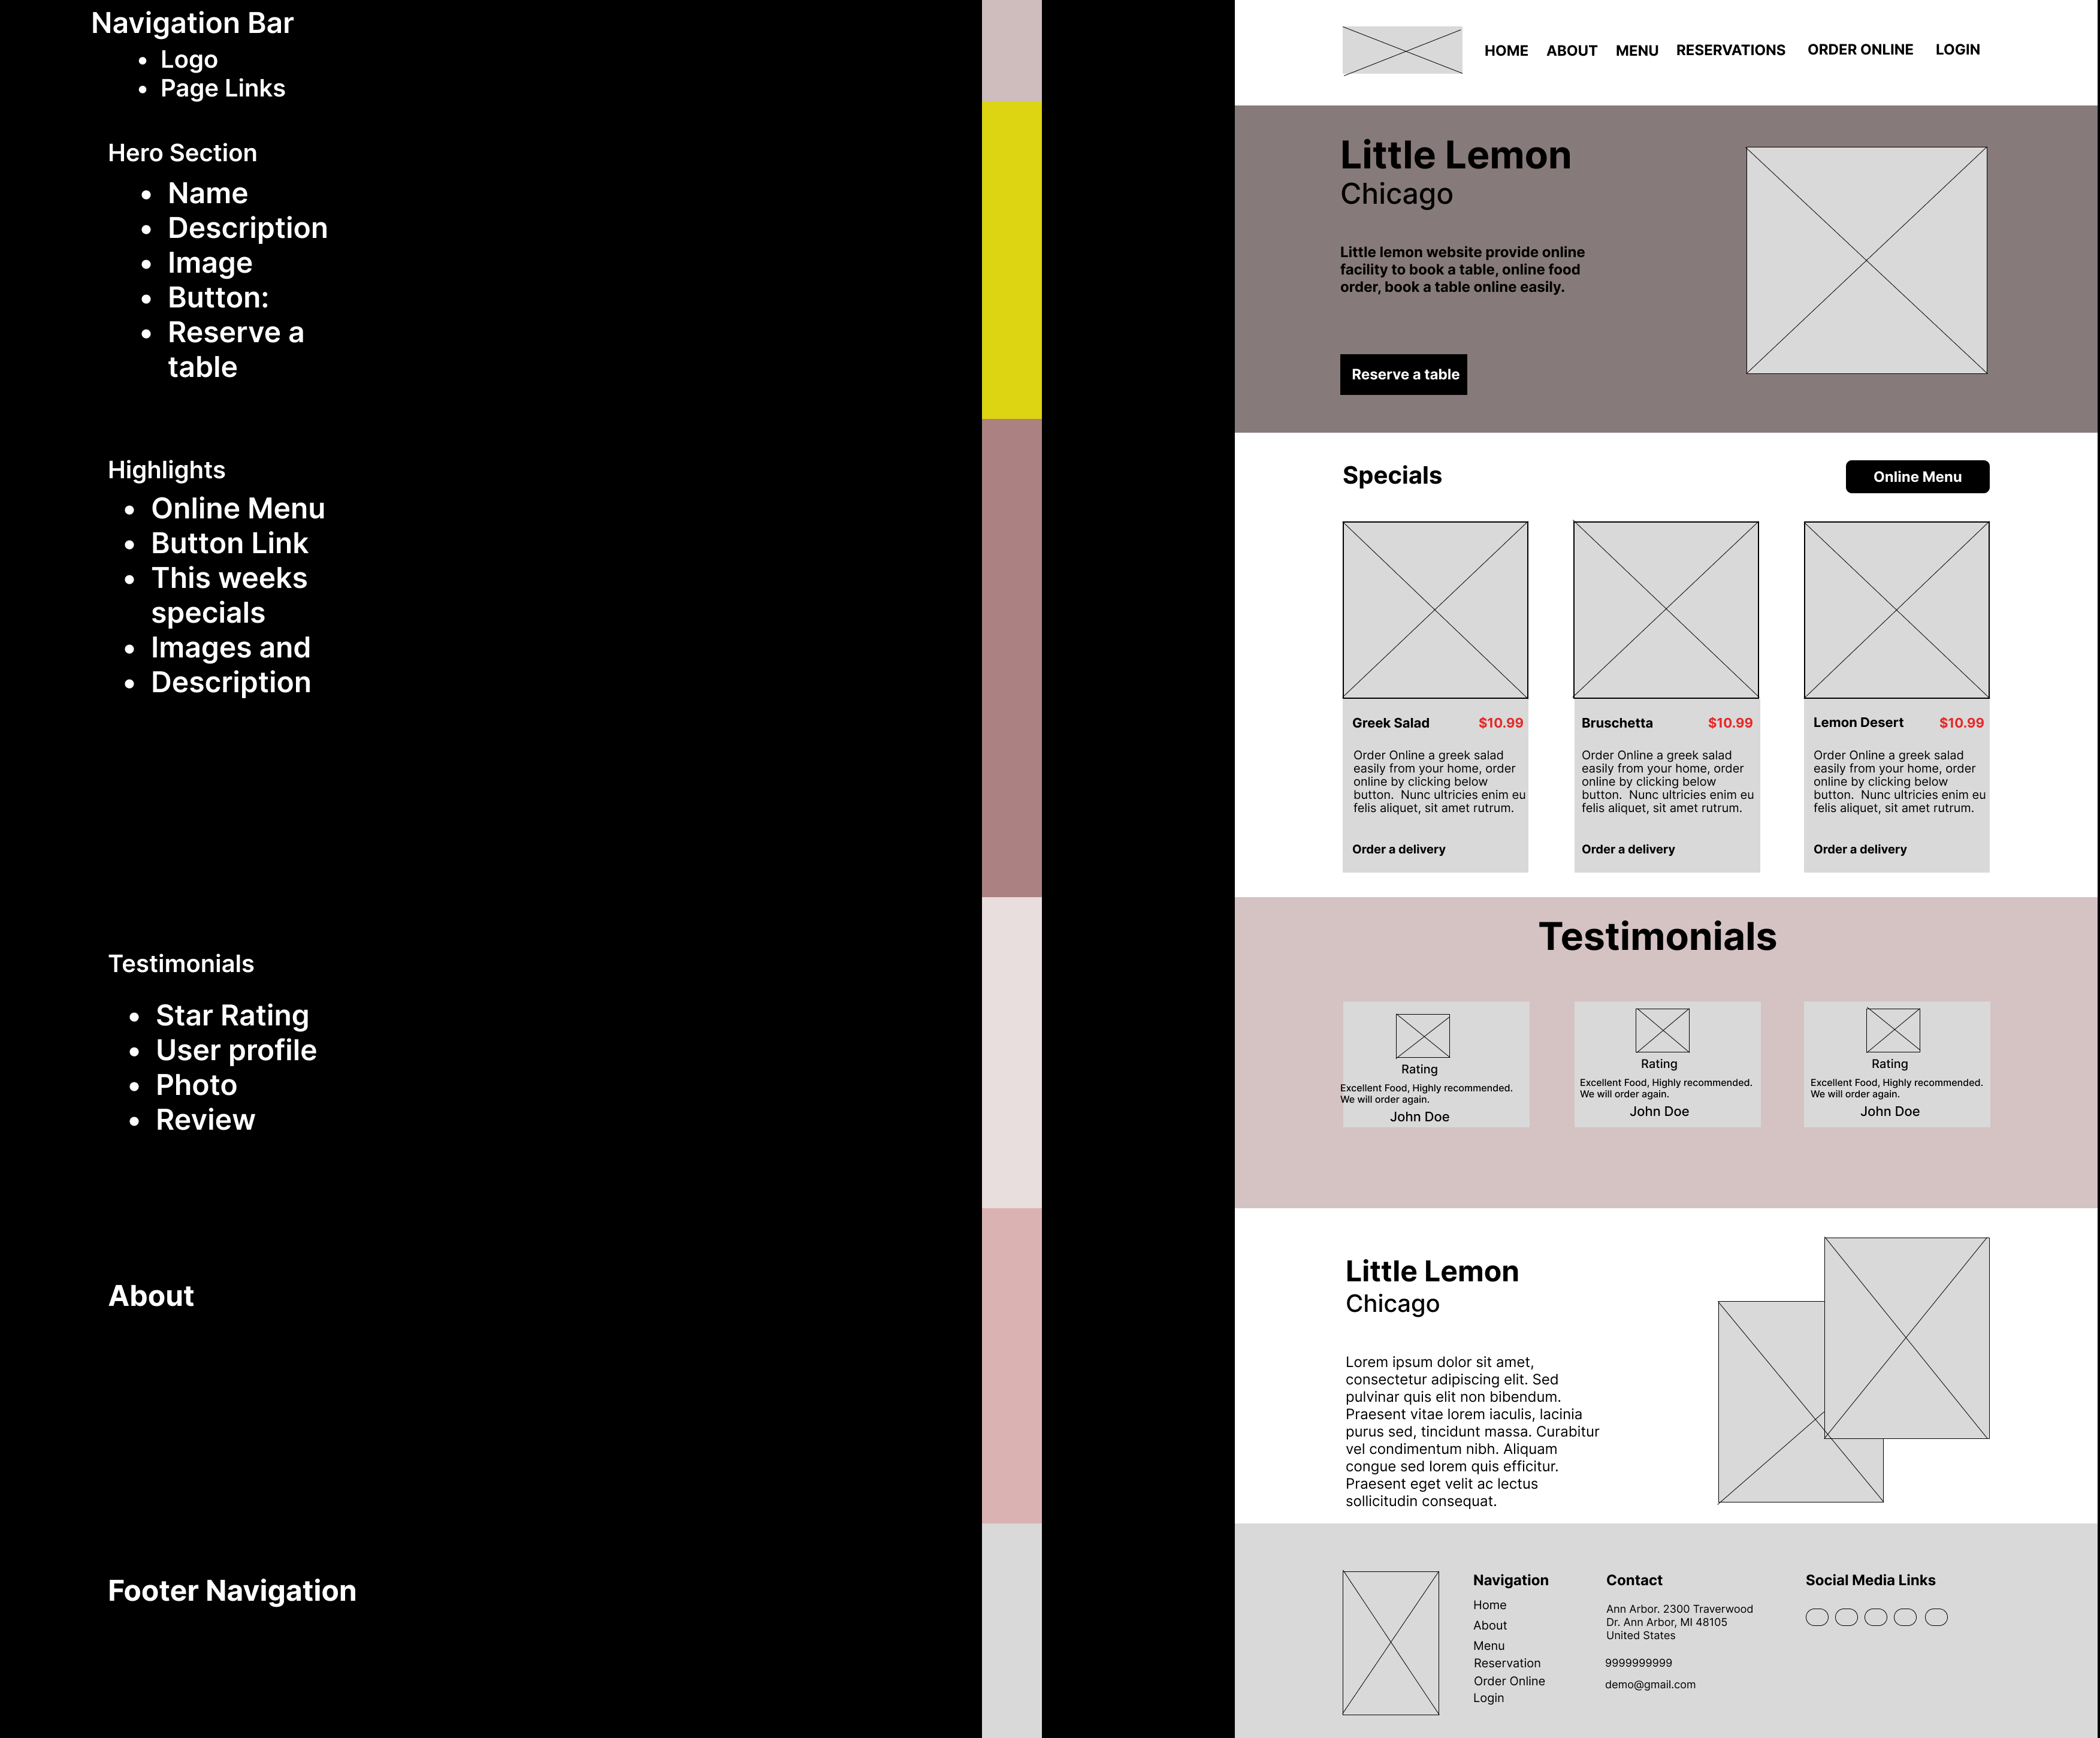 Navigation Bar
• Logo
• Page Links
Hero Section
• Name
• Description
• Image
• Button:
• Reserve a
table
Highlights
• Online Menu
• Button Link
• This weeks
specials
• Images and
• Description
Testimonials
• Star Rating
• User profile
• Photo
• Review
About
Footer Navigation
HOME ABOUT MENU RESERVATIONS ORDER ONLINE LOGIN
Little Lemon
Chicago
Little lemon website provide online
facility to book a table, online food
order, book a table online easily.
Reserve a table
Specials
Online Menu
Greek Salad $10.99
Order Online a greek salad
easily from your home, order
online by clicking below
button.  Nunc ultricies enim eu
felis aliquet, sit amet rutrum.
Order a delivery
Bruschetta $10.99
Order Online a greek salad
easily from your home, order
online by clicking below
button.  Nunc ultricies enim eu
felis aliquet, sit amet rutrum.
Order a delivery
Lemon Desert $10.99
Order Online a greek salad
easily from your home, order
online by clicking below
button.  Nunc ultricies enim eu
felis aliquet, sit amet rutrum.
Order a delivery
Testimonials
Rating
Excellent Food, Highly recommended.
We will order again.
John Doe
Rating
Excellent Food, Highly recommended.
We will order again.
John Doe
Rating
Excellent Food, Highly recommended.
We will order again.
John Doe
Little Lemon
Chicago
Lorem ipsum dolor sit amet,
consectetur adipiscing elit. Sed
pulvinar quis elit non bibendum.
Praesent vitae lorem iaculis, lacinia
purus sed, tincidunt massa. Curabitur
vel condimentum nibh. Aliquam
congue sed lorem quis efficitur.
Praesent eget velit ac lectus
sollicitudin consequat.
Navigation
Home
About
Menu
Reservation
Order Online
Login
Contact
Ann Arbor. 2300 Traverwood
Dr. Ann Arbor, MI 48105
United States
9999999999
demo@gmail.com
Social Media Links